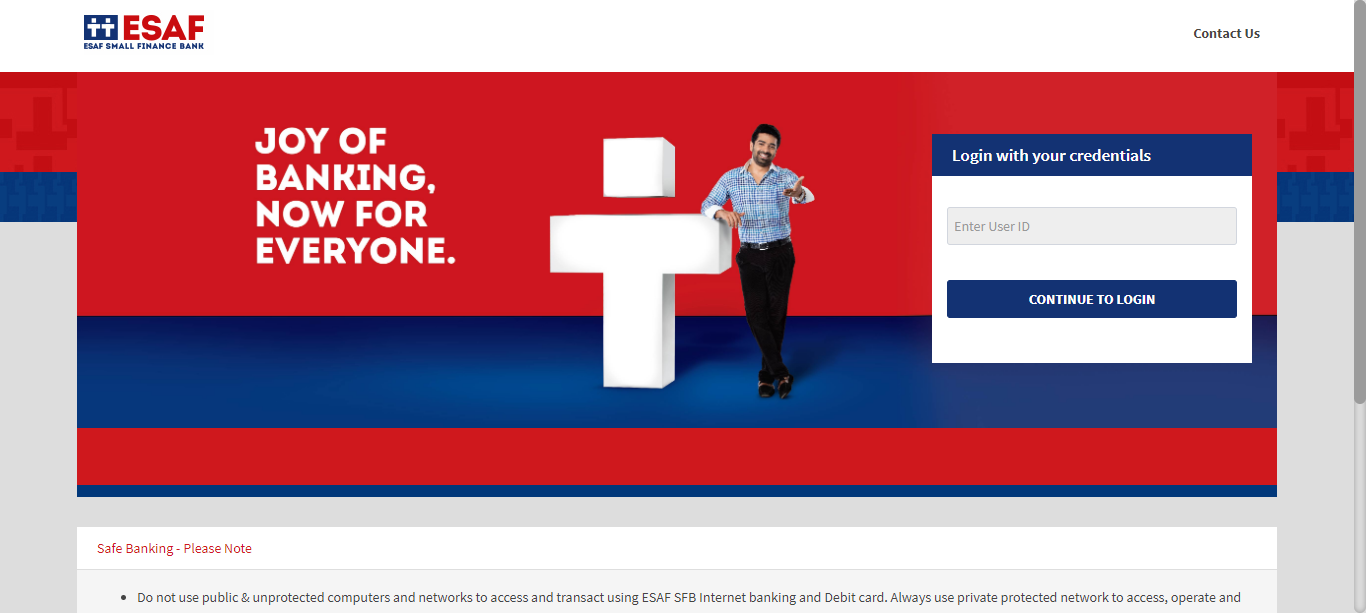 ESAF
ESAF SMALL FINANCE BANK
Contact Us
JOY OF
BANKING,
NOW FOR
EVERYONE.
Login with your credentials
Enter User ID
CONTINUE TO LOGIN
Safe Banking - Please Note
• Do not use public & unprotected computers and networks to access and transact using ESAF SFB Internet banking and Debit card. Always use private protected network to access, operate and